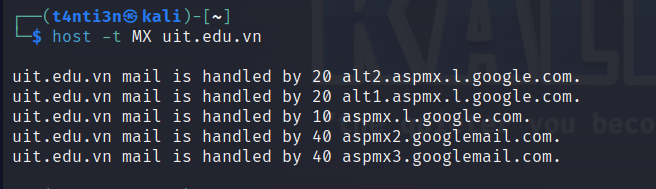 ┌──(t4nti3n㉿kali)-[~]
└─$ host -t MX uit.edu.vn
uit.edu.vn mail is handled by 20 alt2.aspmx.l.google.com.
uit.edu.vn mail is handled by 20 alt1.aspmx.l.google.com.
uit.edu.vn mail is handled by 10 aspmx.l.google.com.
uit.edu.vn mail is handled by 40 aspmx2.googlemail.com.
uit.edu.vn mail is handled by 40 aspmx3.googlemail.com.